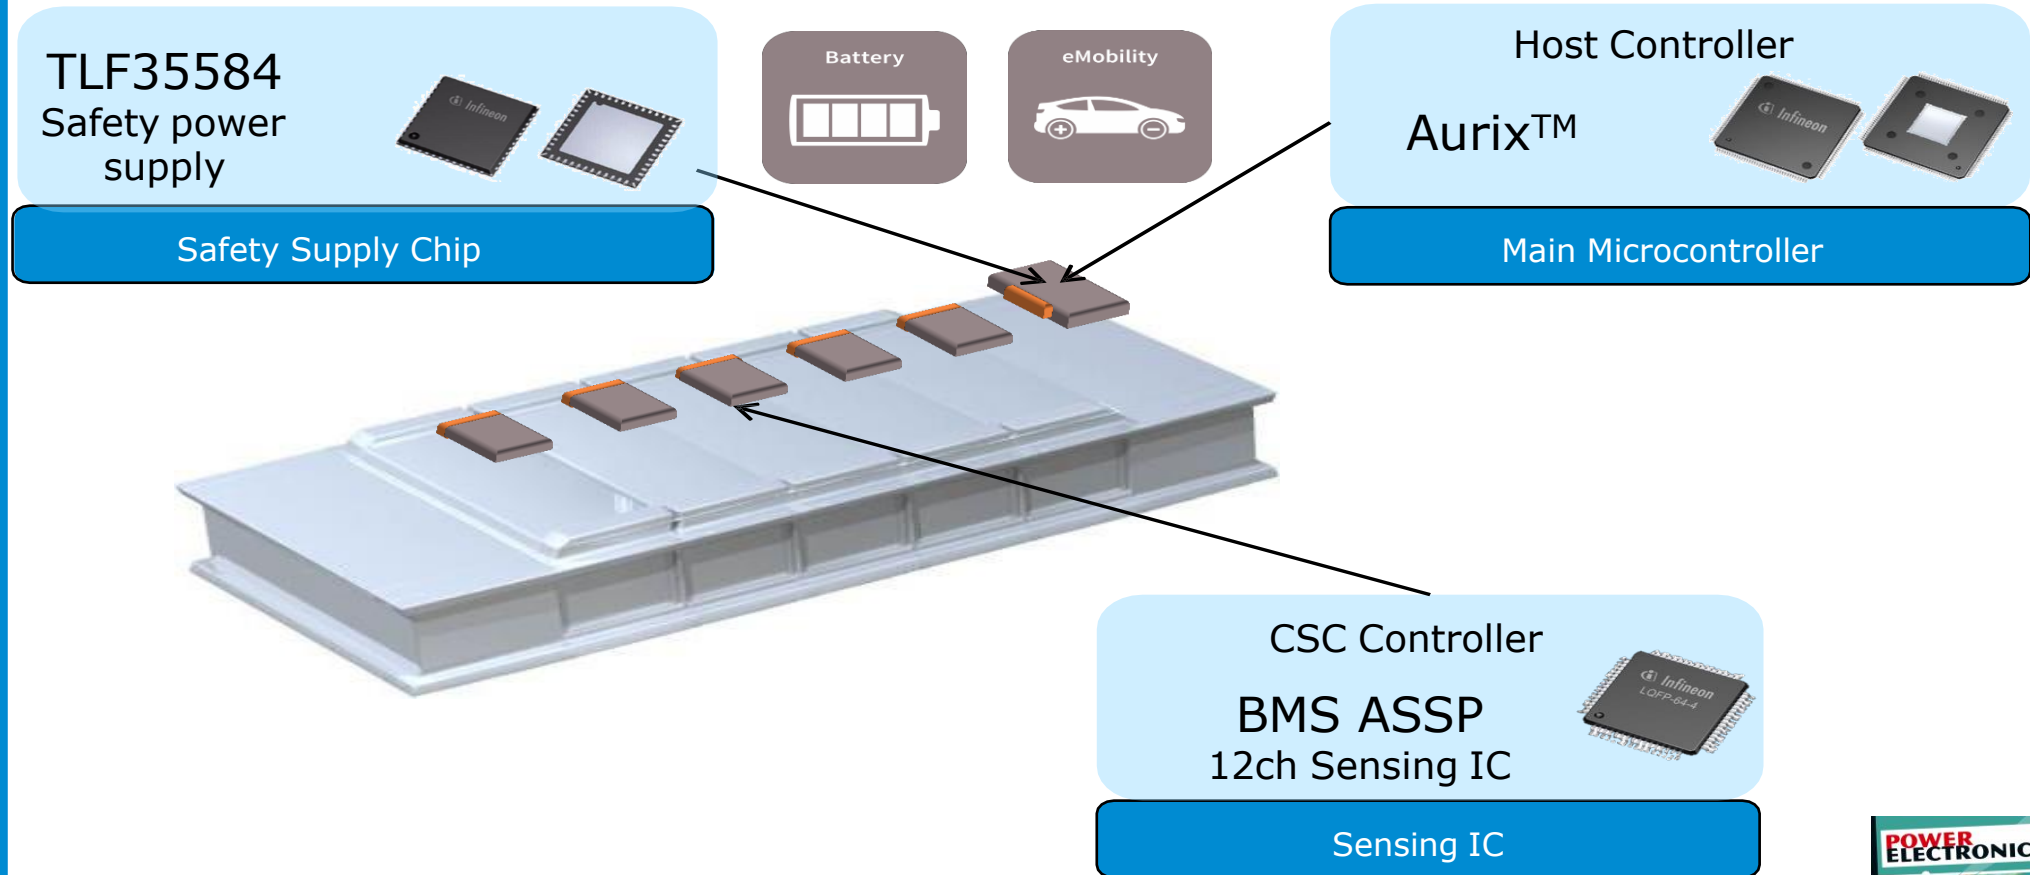 TLF35584
Safety power
supply
Infineon
Safety Supply Chip
Battery
eMobility
Host Controller
Aurix™
Infineon
Main Microcontroller
CSC Controller
BMS ASSP
12ch Sensing IC
Infineon
LQFP-64-4
Sensing IC
POWER
ELECTRONIC